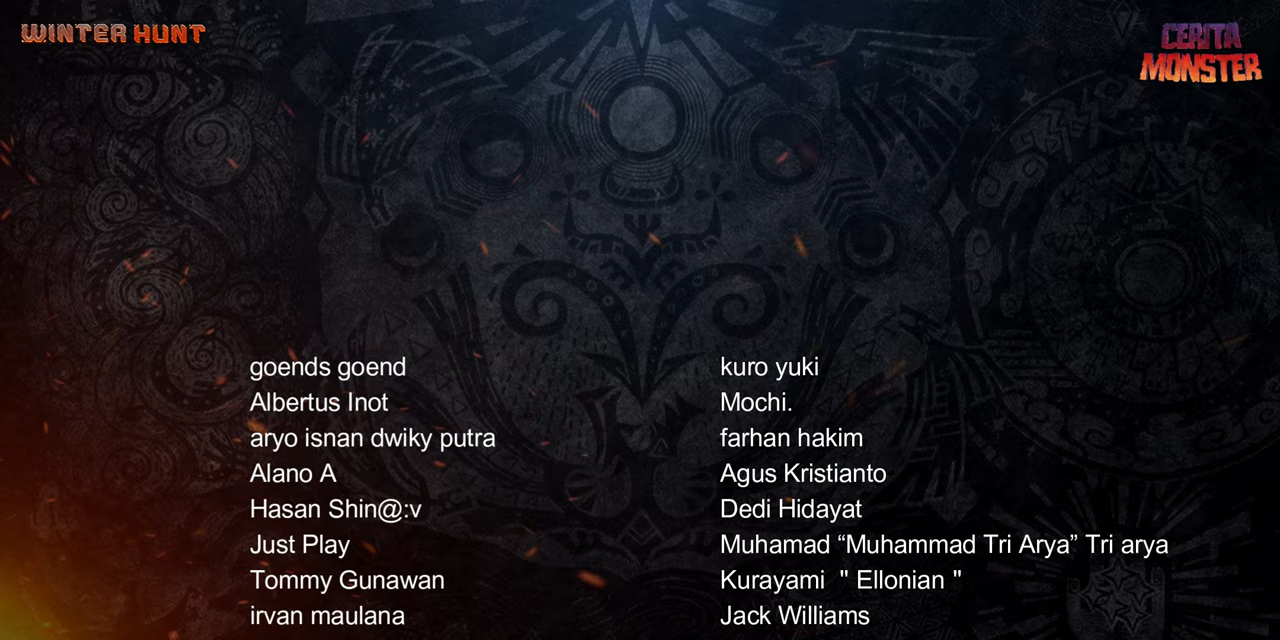 WINTER HUNT
CERITA
MONSTER
goends goend
Albertus Inot
aryo isnan dwiky putra
Alano A
Hasan Shin@:v
Just Play
Tommy Gunawan
irvan maulana
kuro yuki
Mochi.
farhan hakim
Agus Kristianto
Dedi Hidayat
Muhamad “Muhammad Tri Arya” Tri arya
Kurayami  " Ellonian "
Jack Williams